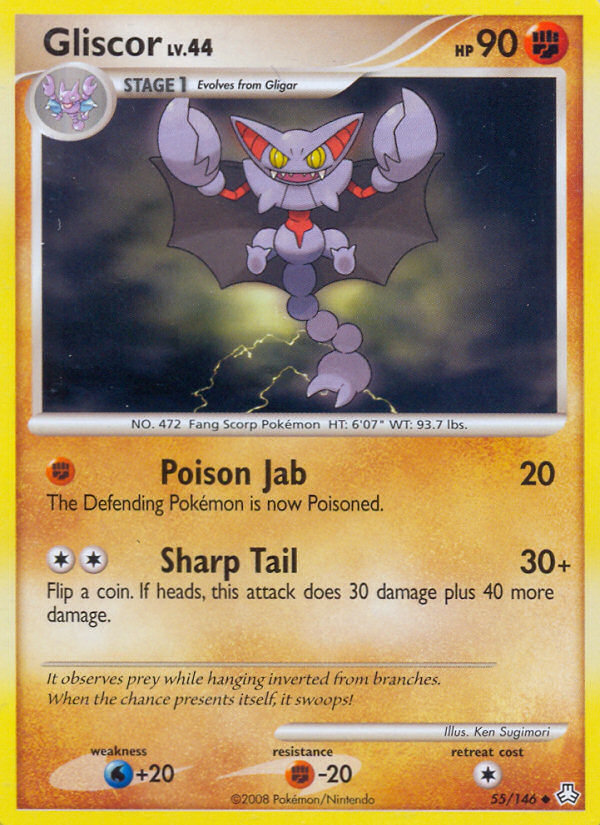 Gliscor LV.44 HP 90
STAGE 1 Evolves from Gligar
NO. 472 Fang Scorp Pokémon HT: 6'07" WT: 93.7 lbs.
Poison Jab 20
The Defending Pokémon is now Poisoned.
Sharp Tail 30+
Flip a coin. If heads, this attack does 30 damage plus 40 more
damage.
It observes prey while hanging inverted from branches.
When the chance presents itself, it swoops!
Illus. Ken Sugimori
weakness resistance retreat cost
+20 -20
©2008 Pokémon/Nintendo 55/146